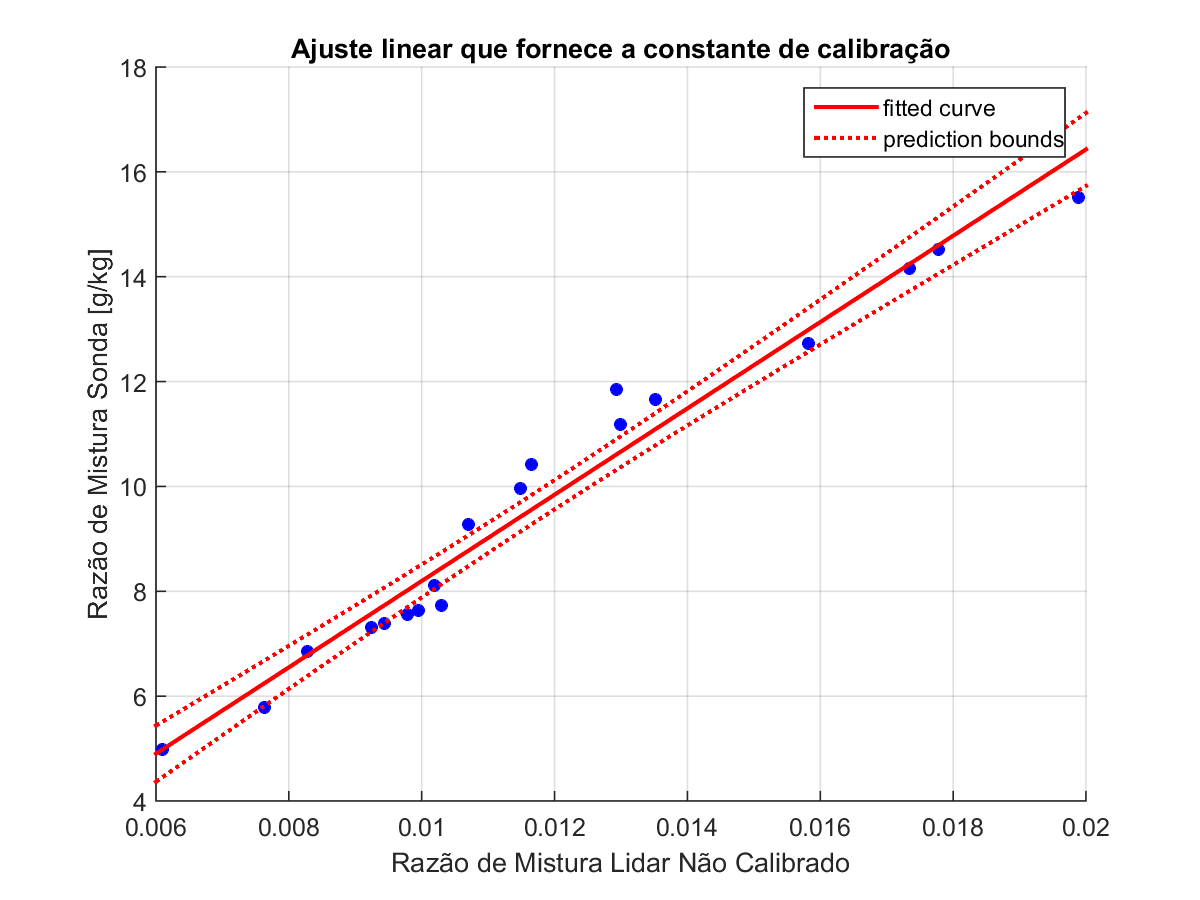 Ajuste linear que fornece a constante de calibração
18
16
14
12
10
8
6
4
Razão de Mistura Sonda [g/kg]
fitted curve
prediction bounds
0.006 0.008 0.01 0.012 0.014 0.016 0.018 0.02
Razão de Mistura Lidar Não Calibrado